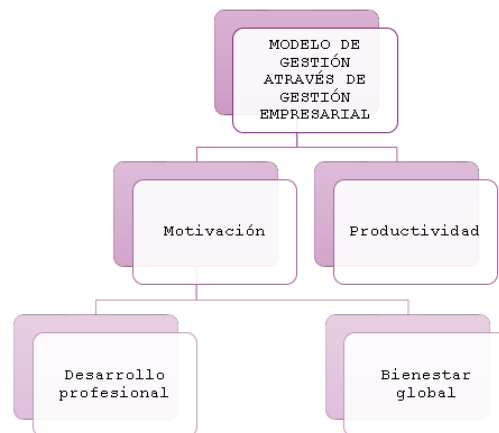 MODELO DE
GESTIÓN
ATRAVÉS DE
GESTIÓN
EMPRESARIAL
Motivación
Productividad
Desarrollo
profesional
Bienestar
global